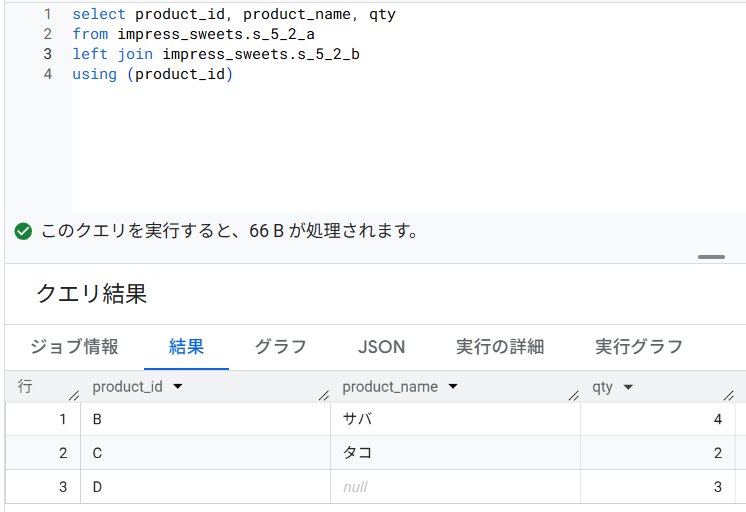 1 select product_id, product_name, qty
2 from impress_sweets.s_5_2_a
3 left join impress_sweets.s_5_2_b
4 using (product_id)
このクエリを実行すると、66 B が処理されます。
クエリ結果
ジョブ情報 結果 グラフ JSON 実行の詳細 実行グラフ
行 product_id product_name qty
1 B サバ 4
2 C タコ 2
3 D null 3